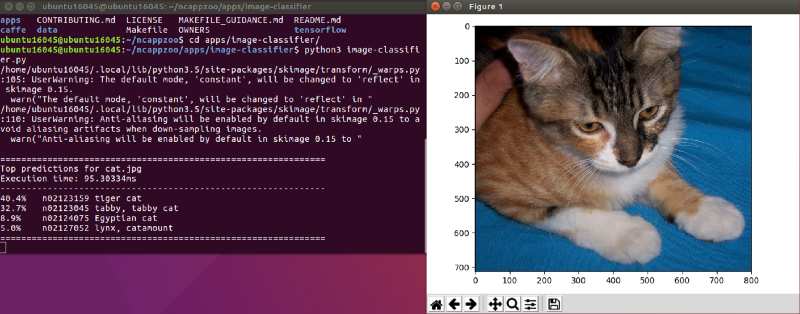 ubuntu16045@ubuntu16045: ~/ncappzoo/apps/image-classifier
apps CONTRIBUTING.md LICENSE MAKEFILE_GUIDANCE.md README.md
caffe data Makefile OWNERS tensorflow
ubuntu16045@ubuntu16045:~/ncappzoo$ cd apps/image-classifier/
ubuntu16045@ubuntu16045:~/ncappzoo/apps/image-classifier$ python3 image-classifi
er.py
/home/ubuntu16045/.local/lib/python3.5/site-packages/skimage/transform/_warps.py
:105: UserWarning: The default mode, 'constant', will be changed to 'reflect' in
skimage 0.15.
warn("The default mode, 'constant', will be changed to 'reflect' in "
/home/ubuntu16045/.local/lib/python3.5/site-packages/skimage/transform/_warps.py
:110: UserWarning: Anti-aliasing will be enabled by default in skimage 0.15 to a
void aliasing artifacts when down-sampling images.
warn("Anti-aliasing will be enabled by default in skimage 0.15 to "
==============================================================
Top predictions for cat.jpg
Execution time: 95.30334ms
--------------------------------------------------------------
40.4% n02123159 tiger cat
32.7% n02123045 tabby, tabby cat
8.9% n02124075 Egyptian cat
5.0% n02127052 lynx, catamount
==============================================================
Figure 1
0
100
200
300
400
500
600
700
0 100 200 300 400 500 600 700 800